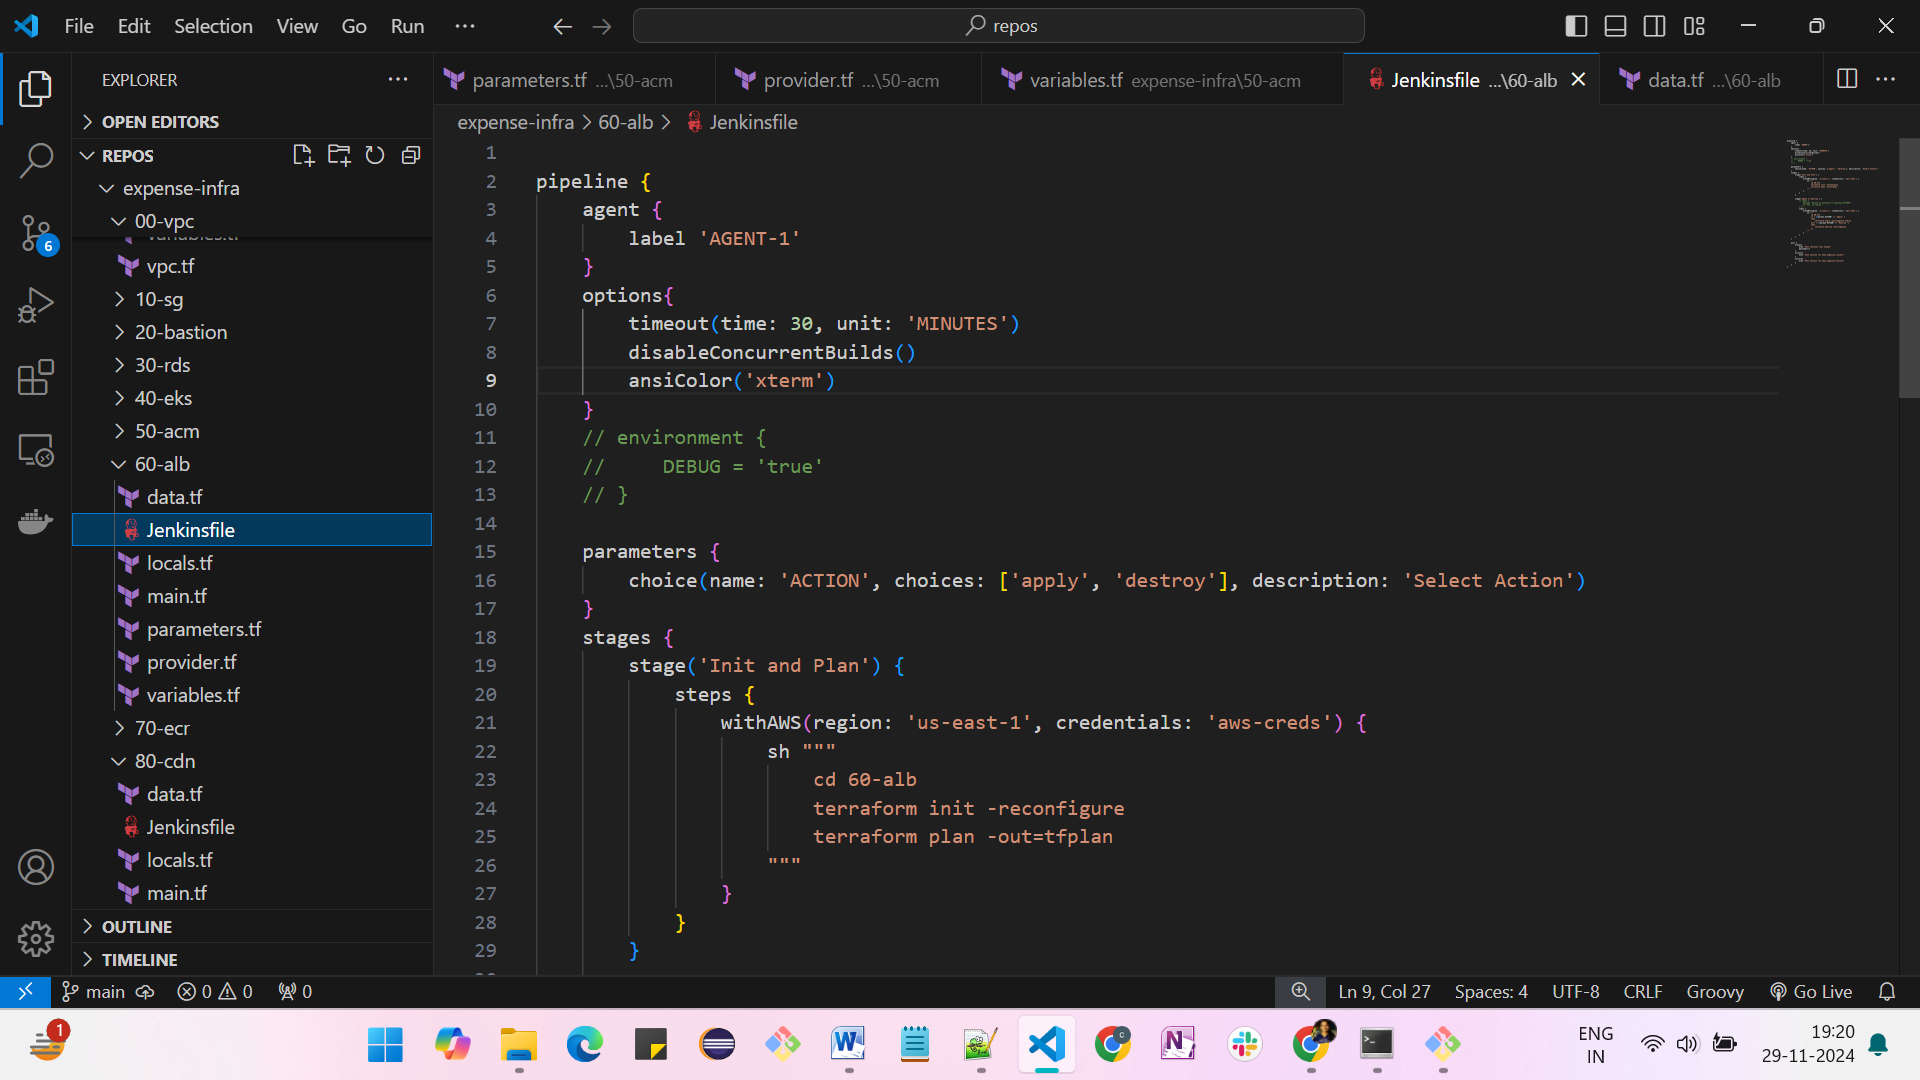 File Edit Selection View Go Run ···
repos
EXPLORER
parameters.tf ...\50-acm
provider.tf ...\50-acm
variables.tf expense-infra\50-acm
Jenkinsfile ...\60-alb
data.tf ...\60-alb
OPEN EDITORS
REPOS
expense-infra
00-vpc
variables.tf
vpc.tf
10-sg
20-bastion
30-rds
40-eks
50-acm
60-alb
data.tf
Jenkinsfile
locals.tf
main.tf
parameters.tf
provider.tf
variables.tf
70-ecr
80-cdn
data.tf
Jenkinsfile
locals.tf
main.tf
OUTLINE
TIMELINE
6
expense-infra > 60-alb > Jenkinsfile
1
2 pipeline {
3 agent {
4 label 'AGENT-1'
5 }
6 options{
7 timeout(time: 30, unit: 'MINUTES')
8 disableConcurrentBuilds()
9 ansiColor('xterm')
10 }
11 // environment {
12 // DEBUG = 'true'
13 // }
14
15 parameters {
16 choice(name: 'ACTION', choices: ['apply', 'destroy'], description: 'Select Action')
17 }
18 stages {
19 stage('Init and Plan') {
20 steps {
21 withAWS(region: 'us-east-1', credentials: 'aws-creds') {
22 sh """
23 cd 60-alb
24 terraform init -reconfigure
25 terraform plan -out=tfplan
26 """
27 }
28 }
29 }
main 0 0 0
Ln 9, Col 27 Spaces: 4 UTF-8 CRLF Groovy Go Live
1
ENG
IN
19:20
29-11-2024